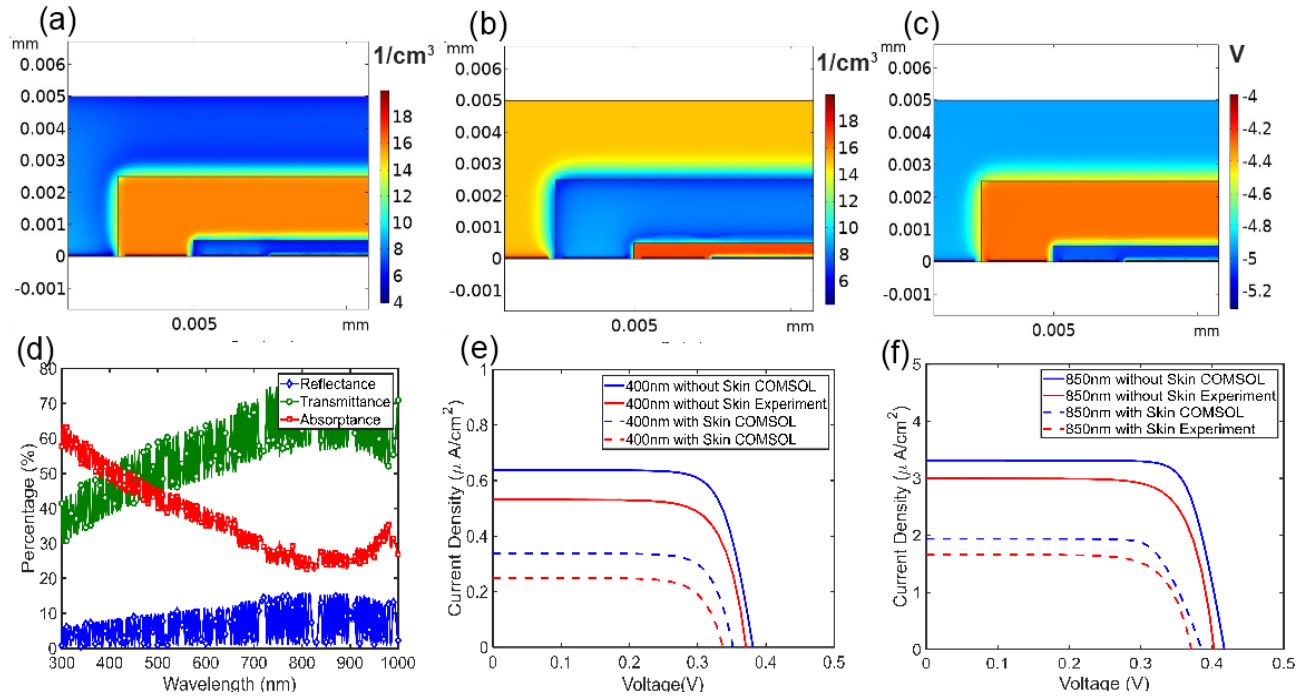 (a)
mm
1/cm³
0.006
0.005
0.004
0.003
0.002
0.001
0
-0.001
18
16
14
12
10
8
6
4
0.005
mm
(b)
mm
1/cm³
0.006
0.005
0.004
0.003
0.002
0.001
0
-0.001
18
16
14
12
10
8
6
0.005
mm
(c)
mm
V
0.006
0.005
0.004
0.003
0.002
0.001
0
-0.001
-4
-4.2
-4.4
-4.6
-4.8
-5
-5.2
0.005
mm
(d)
80
70
60
50
40
30
20
10
0
Percentage (%)
Reflectance
Transmittance
Absorptance
300 400 500 600 700 800 900 1000
Wavelength (nm)
(e)
1
0.8
0.6
0.4
0.2
0
Current Density (μ A/cm²)
400nm without Skin COMSOL
400nm without Skin Experiment
400nm with Skin COMSOL
400nm with Skin COMSOL
0 0.1 0.2 0.3 0.4 0.5
Voltage(V)
(f)
5
4
3
2
1
0
Current Density (μ A/cm²)
850nm without Skin COMSOL
850nm without Skin Experiment
850nm with Skin COMSOL
850nm with Skin Experiment
0 0.1 0.2 0.3 0.4 0.5
Voltage(V)